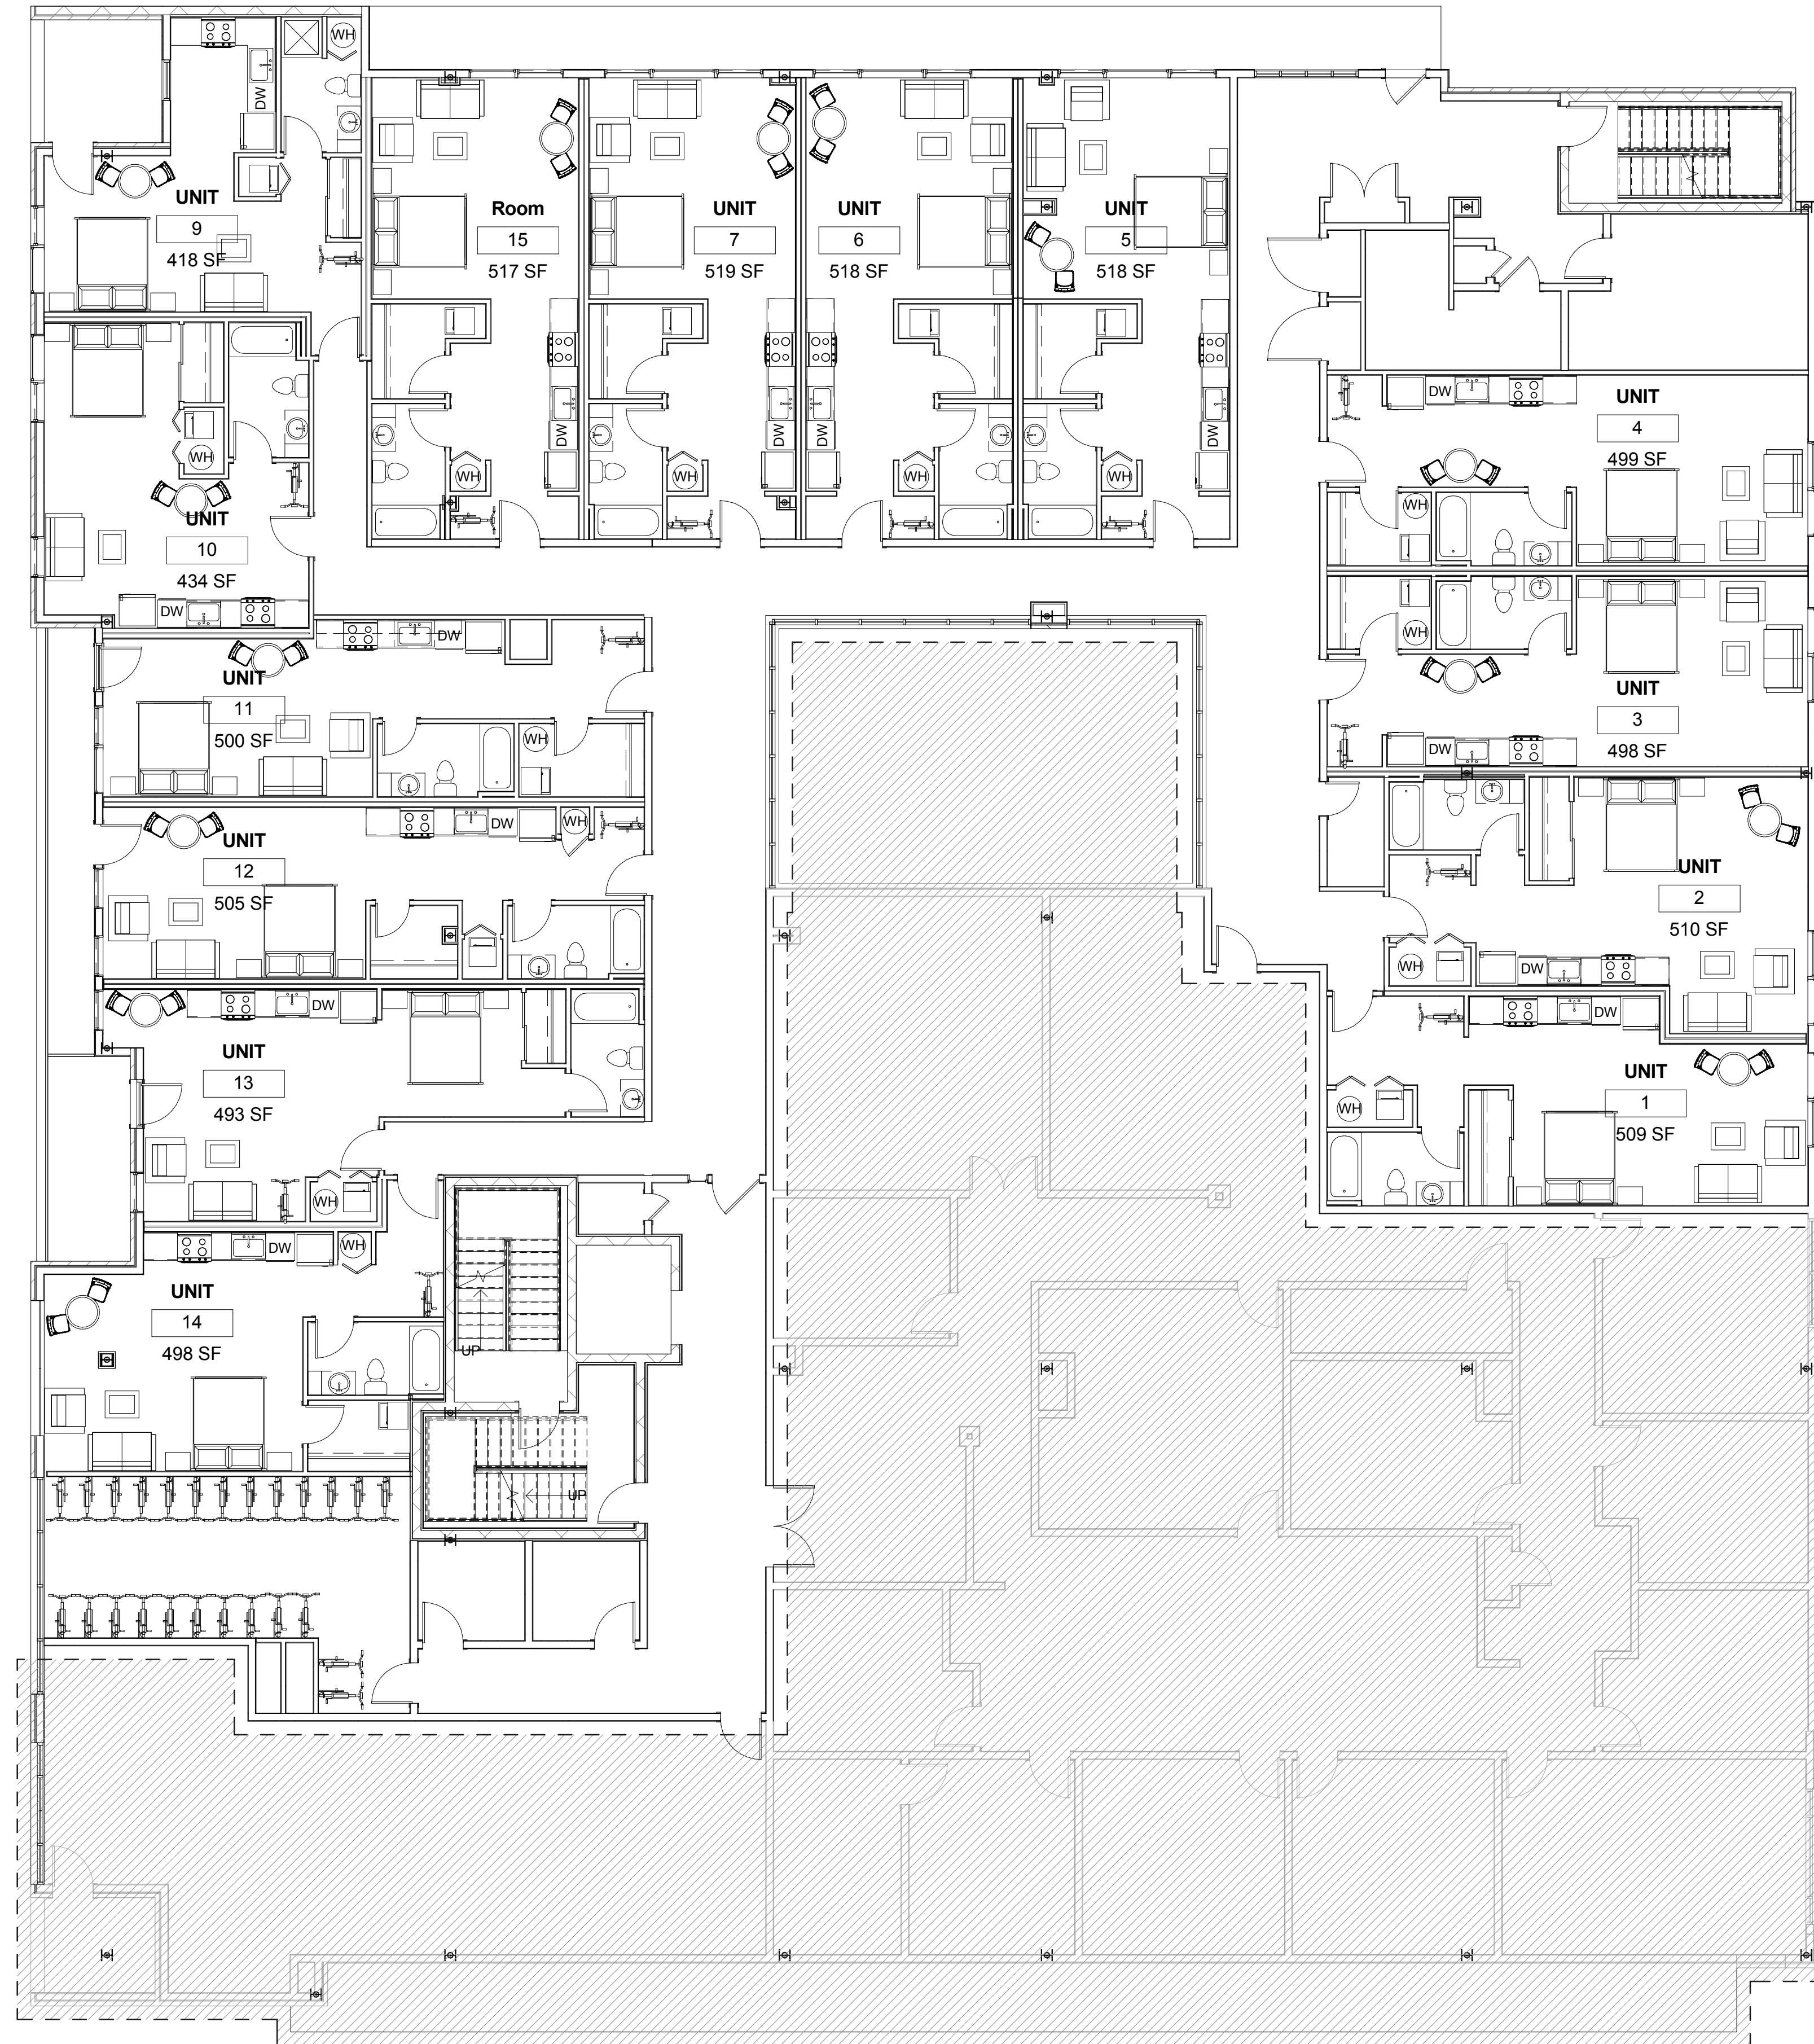 WH
DW
UNIT
9
418 SF
Room
15
517 SF
UNIT
7
519 SF
UNIT
6
518 SF
UNIT
5
518 SF
WH
UNIT
10
434 SF
DW
DW
WH
DW
WH
DW
WH
DW
WH
DW
UNIT
4
499 SF
WH
WH
UNIT
3
498 SF
DW
DW
UNIT
11
500 SF
WH
UNIT
12
505 SF
DW
WH
UNIT
2
510 SF
WH
DW
DW
UNIT
13
493 SF
WH
DW
UNIT
1
509 SF
WH
DW
WH
UNIT
14
498 SF
UP
UP